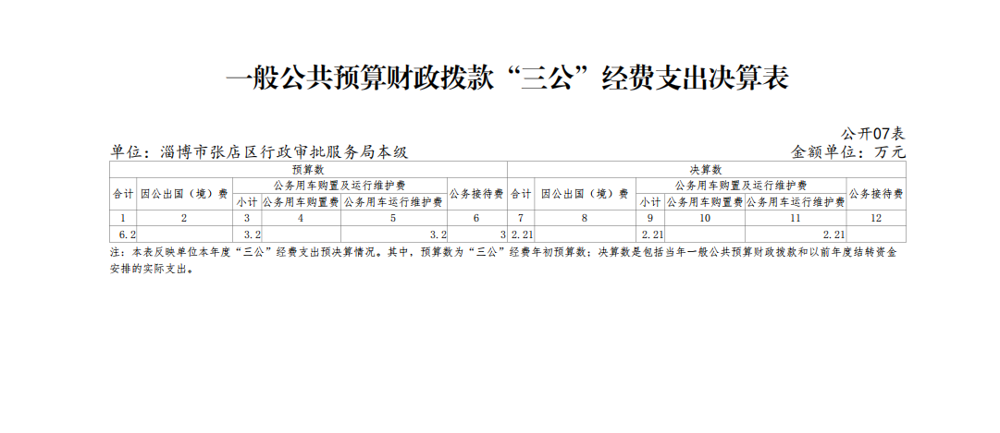 一般公共预算财政拨款“三公”经费支出决算表
公开07表
单位：淄博市张店区行政审批服务局本级 金额单位：万元
预算数 决算数
合计 因公出国（境）费 公务用车购置及运行维护费 公务接待费 合计 因公出国（境）费 公务用车购置及运行维护费 公务接待费
小计 公务用车购置费 公务用车运行维护费 小计 公务用车购置费 公务用车运行维护费
1 2 3 4 5 6 7 8 9 10 11 12
6.2 3.2 3.2 3 2.21 2.21 2.21
注：本表反映单位本年度“三公”经费支出预决算情况。其中，预算数为“三公”经费年初预算数；决算数是包括当年一般公共预算财政拨款和以前年度结转资金
安排的实际支出。